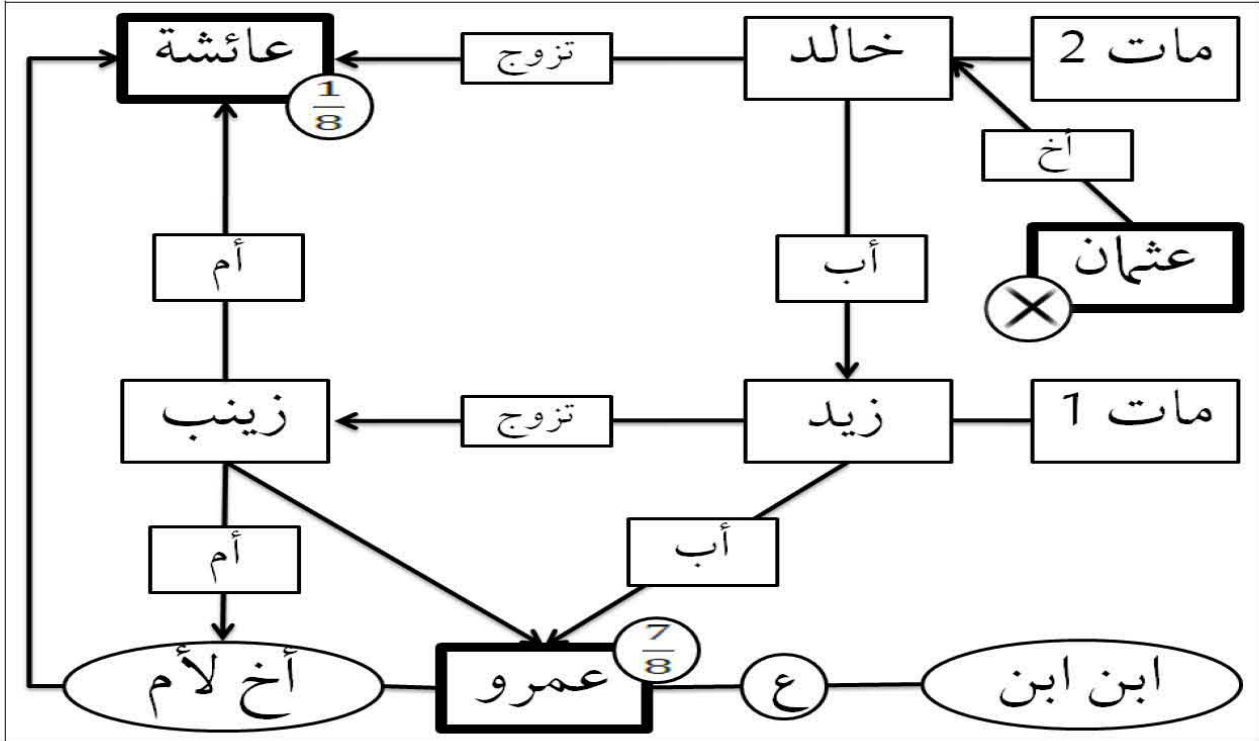 مات 2
خالد
تزوج
عائشة
1/8
أخ
عثمان
أب
أم
مات 1
زيد
تزوج
زينب
أب
أم
ابن ابن
ع
7/8
عمرو
أخ لأم